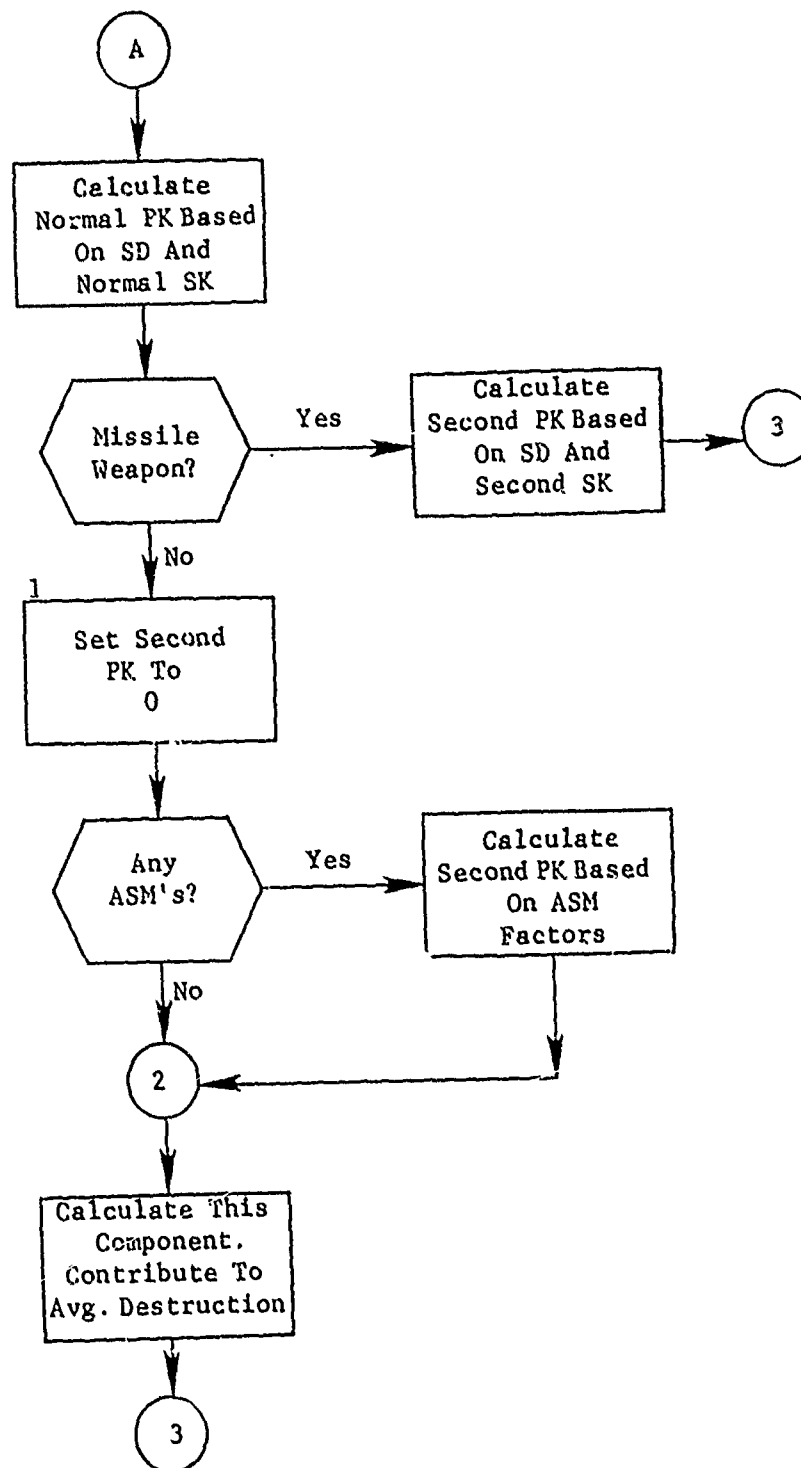 A
Calculate
Normal PK Based
On SD And
Normal SK
Missile
Weapon?
Yes
Calculate
Second PK Based
On SD And
Second SK
3
No
1
Set Second
PK To
0
Any
ASM's?
Yes
Calculate
Second PK Based
On ASM
Factors
No
2
Calculate This
Component.
Contribute To
Avg. Destruction
3